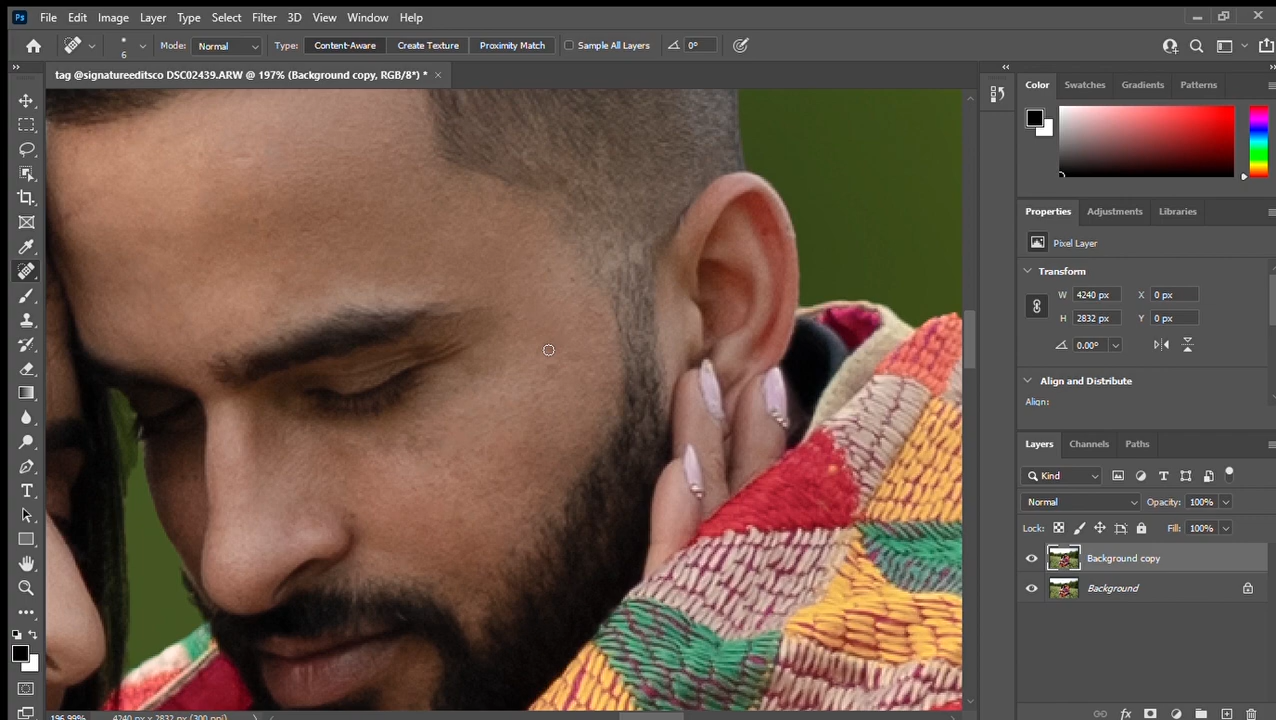 Ps File Edit Image Layer Type Select Filter 3D View Window Help
6 Mode: Normal Type: Content-Aware Create Texture Proximity Match Sample All Layers 0°
tag @signatureeditsco DSC02439.ARW @ 197% (Background copy, RGB/8*) * ×
Color Swatches Gradients Patterns
Properties Adjustments Libraries
Pixel Layer
Transform
W 4240 px X 0 px
H 2832 px Y 0 px
0.00°
Align and Distribute
Align:
Layers Channels Paths
Kind
Normal Opacity: 100%
Lock: Fill: 100%
Background copy
Background
196.99% 4240 px x 2832 px (300 ppi)